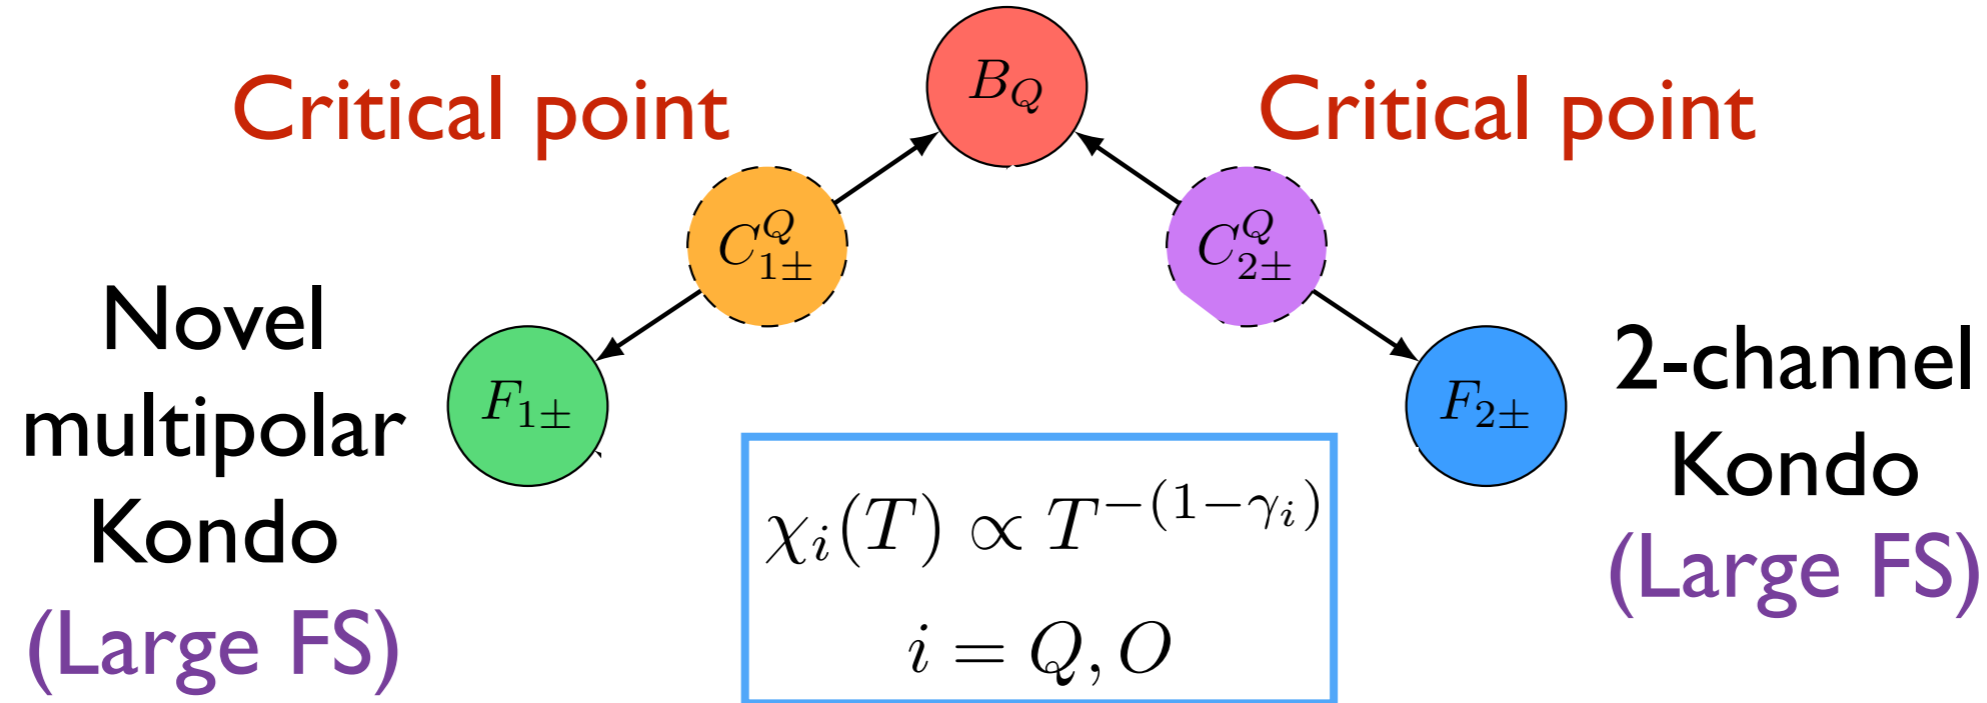 B_Q
Critical point
Critical point
C^Q_{1±}
C^Q_{2±}
Novel
multipolar
Kondo
(Large FS)
F_{1±}
F_{2±}
2-channel
Kondo
(Large FS)
χ_i(T) ∝ T^{-(1-γ_i)}
i = Q, O